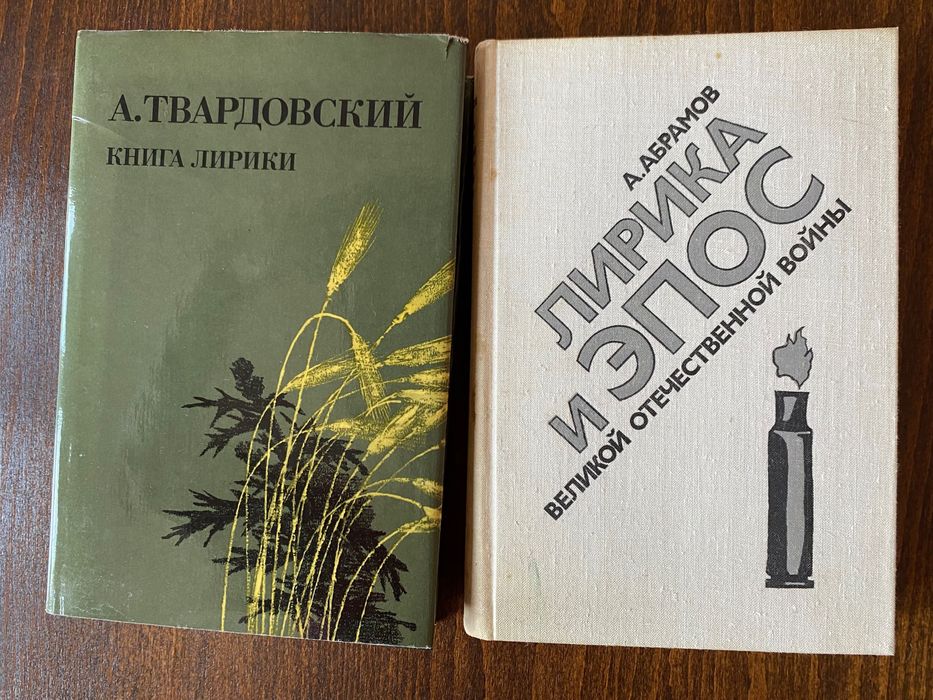 А.ТВАРДОВСКИЙ
КНИГА ЛИРИКИ
А.АБРАМОВ
ЛИРИКА
И ЭПОС
ВЕЛИКОЙ ОТЕЧЕСТВЕННОЙ ВОЙНЫ